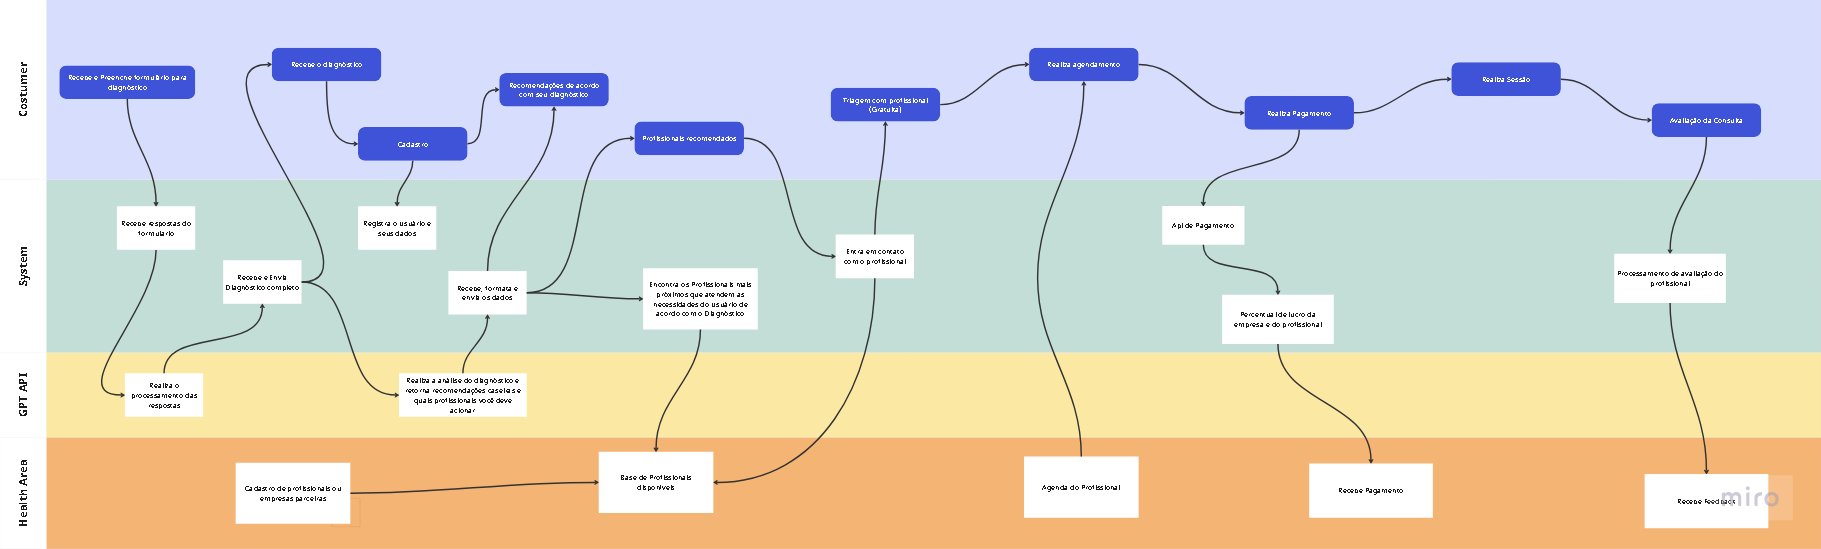 Costumer
Recebe e Preenche formulário para
diagnóstico
Recebe o diagnóstico
Cadastro
Recomendações de acordo
com seu diagnóstico
Profissionais recomendados
Triagem com profissional
(Gratuita)
Realiza agendamento
Realiza Pagamento
Realiza Sessão
Avaliação da Consulta
System
Recebe respostas do
formulário
Recebe e Envia
Diagnóstico completo
Registra o usuário e
seus dados
Recebe, formata e
envia os dados
Encontra os Profissionais mais
próximos que atendem as
necessidades do usuário de
acordo com o Diagnóstico
Entra em contato
com o profissional
Api de Pagamento
Percentual de lucro da
empresa e do profissional
Processamento de avaliação do
profissional
GPT API
Realiza o
processamento das
respostas
Realiza a análise do diagnóstico e
retorna recomendações caseiras e
quais profissionais você deve
acionar
Health Area
Cadastro de profissionais ou
empresas parceiras
Base de Profissionais
disponíveis
Agenda do Profissional
Recebe Pagamento
Recebe Feedback
miro